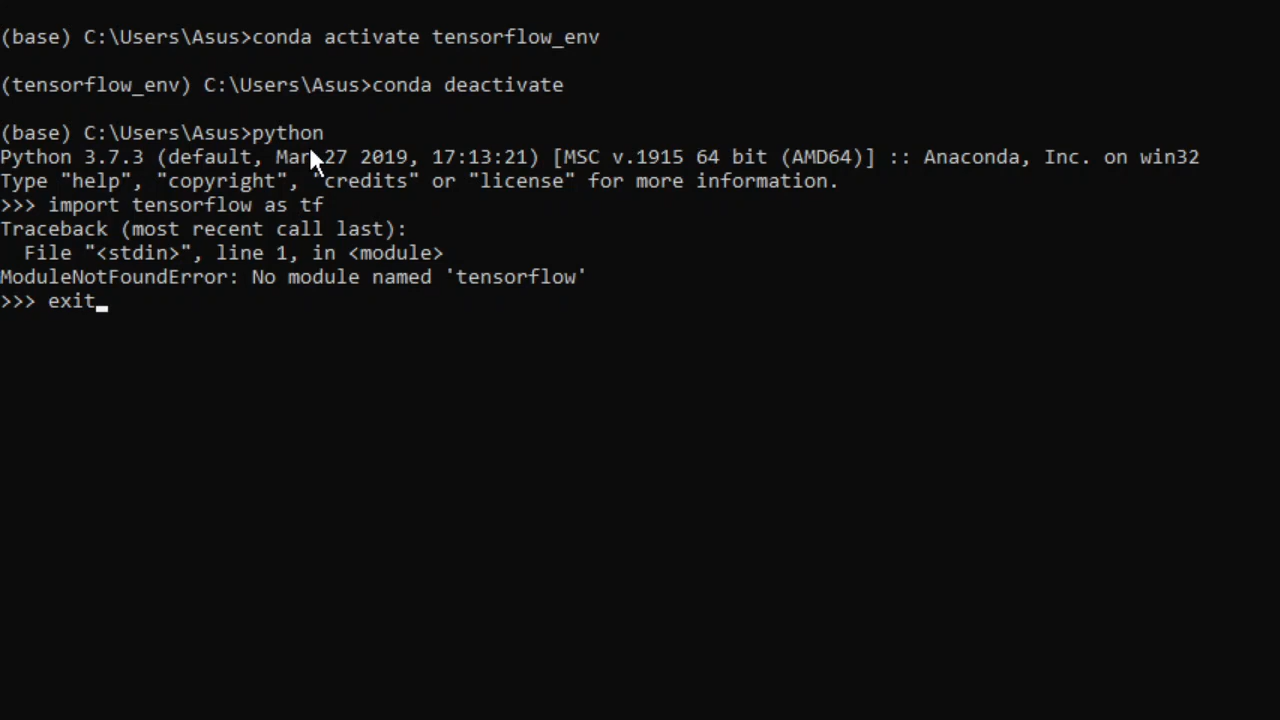 (base) C:\Users\Asus>conda activate tensorflow_env
(tensorflow_env) C:\Users\Asus>conda deactivate
(base) C:\Users\Asus>python
Python 3.7.3 (default, Mar 27 2019, 17:13:21) [MSC v.1915 64 bit (AMD64)] :: Anaconda, Inc. on win32
Type "help", "copyright", "credits" or "license" for more information.
>>> import tensorflow as tf
Traceback (most recent call last):
  File "<stdin>", line 1, in <module>
ModuleNotFoundError: No module named 'tensorflow'
>>> exit